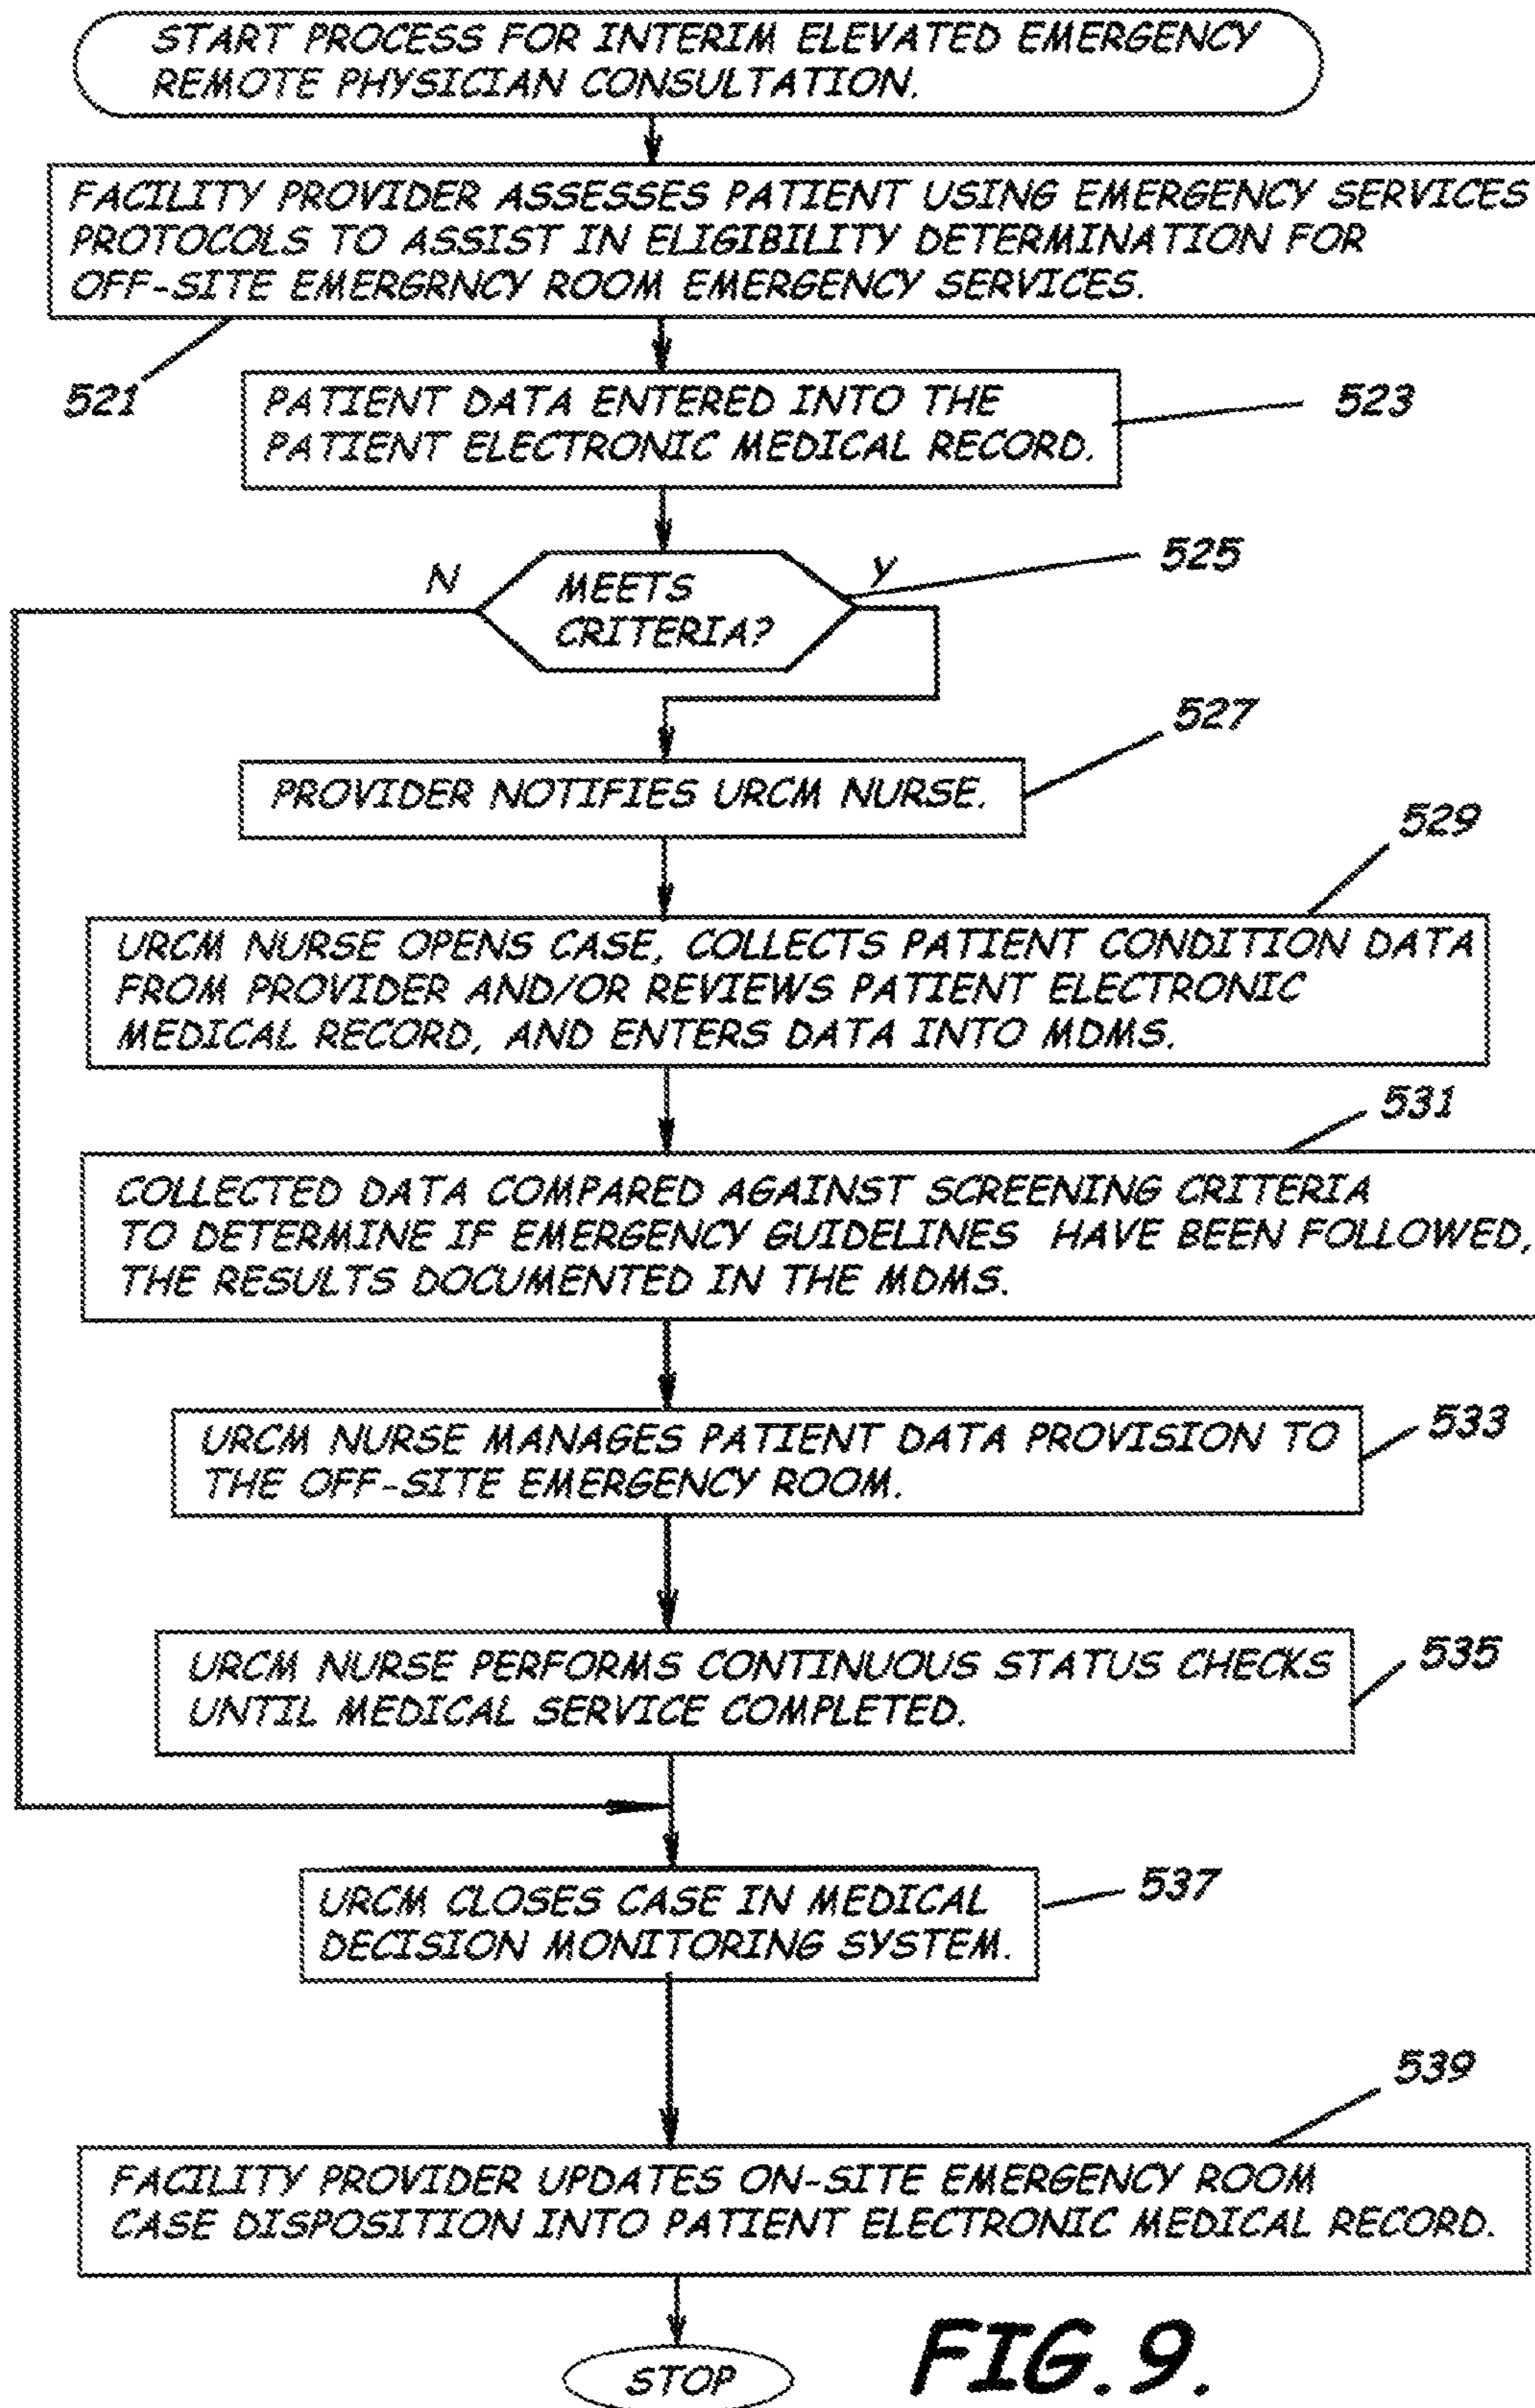 START PROCESS FOR INTERIM ELEVATED EMERGENCY
REMOTE PHYSICIAN CONSULTATION.
FACILITY PROVIDER ASSESSES PATIENT USING EMERGENCY SERVICES
PROTOCOLS TO ASSIST IN ELIGIBILITY DETERMINATION FOR
OFF-SITE EMERGRNCY ROOM EMERGENCY SERVICES.
521
PATIENT DATA ENTERED INTO THE
PATIENT ELECTRONIC MEDICAL RECORD.
523
N
MEETS
CRITERIA?
Y
525
527
PROVIDER NOTIFIES URCM NURSE.
529
URCM NURSE OPENS CASE, COLLECTS PATIENT CONDITION DATA
FROM PROVIDER AND/OR REVIEWS PATIENT ELECTRONIC
MEDICAL RECORD, AND ENTERS DATA INTO MDMS.
531
COLLECTED DATA COMPARED AGAINST SCREENING CRITERIA
TO DETERMINE IF EMERGENCY GUIDELINES HAVE BEEN FOLLOWED,
THE RESULTS DOCUMENTED IN THE MDMS.
URCM NURSE MANAGES PATIENT DATA PROVISION TO
THE OFF-SITE EMERGENCY ROOM.
533
URCM NURSE PERFORMS CONTINUOUS STATUS CHECKS
UNTIL MEDICAL SERVICE COMPLETED.
535
URCM CLOSES CASE IN MEDICAL
DECISION MONITORING SYSTEM.
537
539
FACILITY PROVIDER UPDATES ON-SITE EMERGENCY ROOM
CASE DISPOSITION INTO PATIENT ELECTRONIC MEDICAL RECORD.
STOP
FIG. 9.